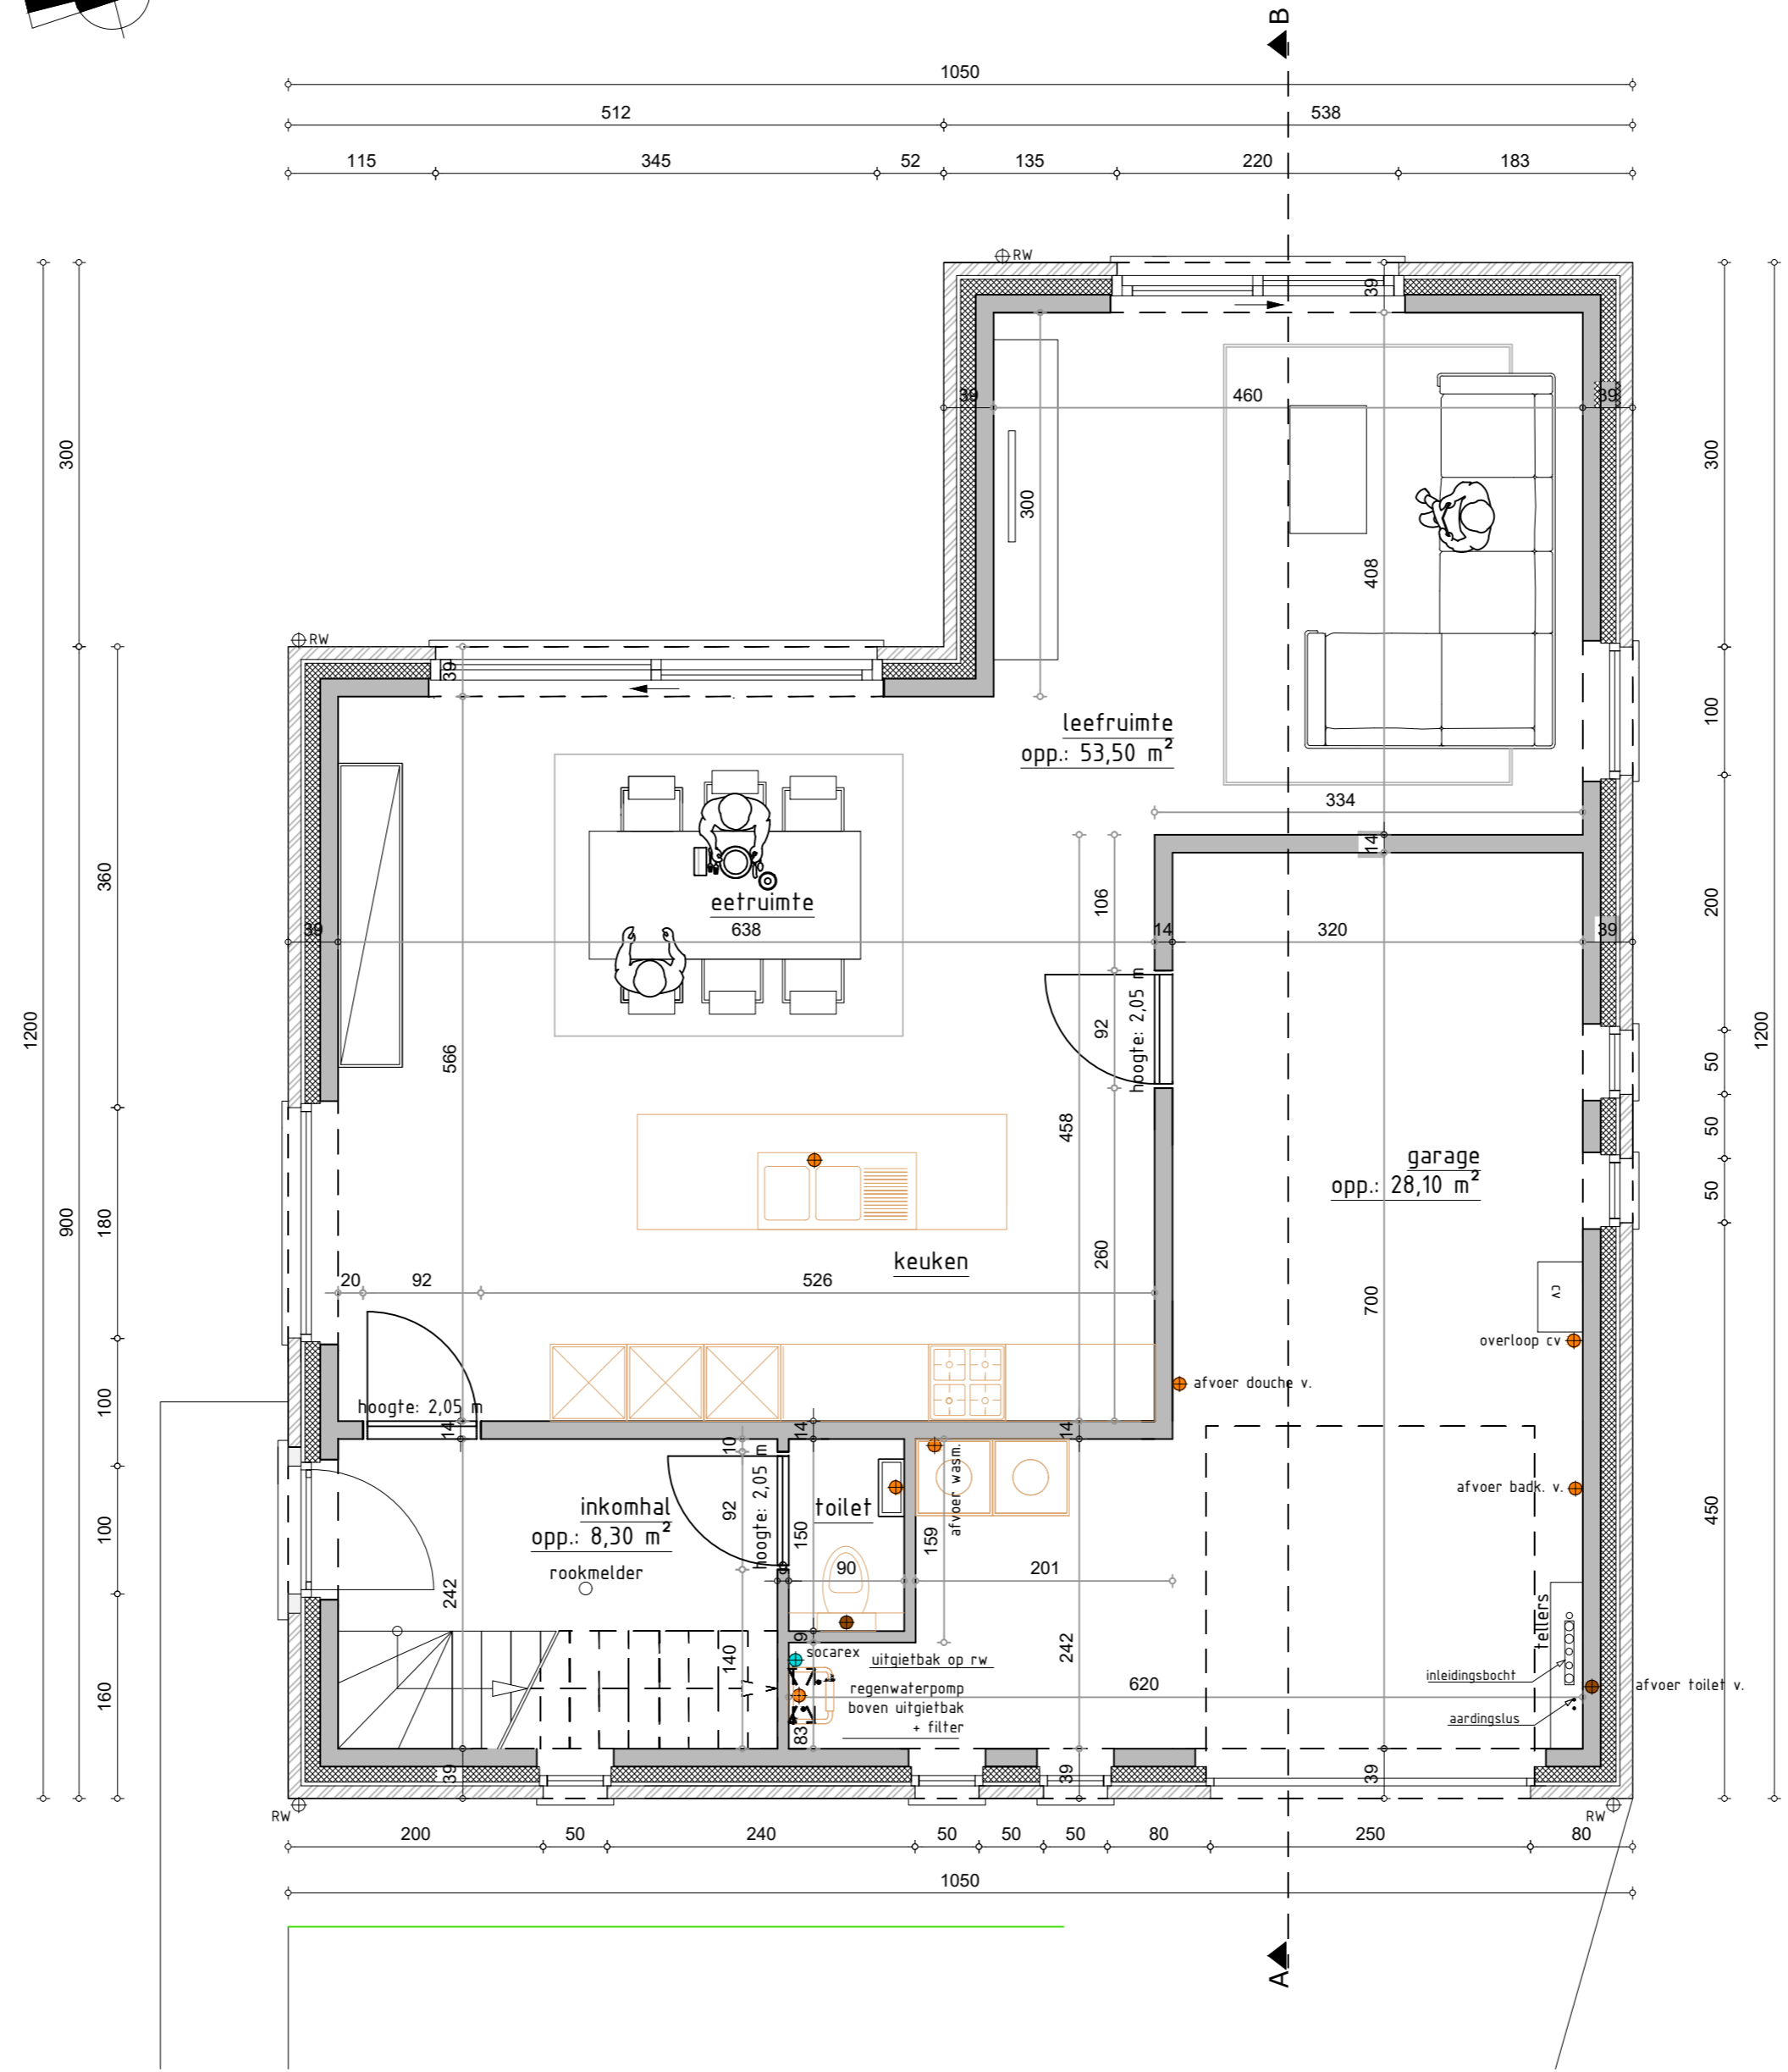 B
1050
512
538
115
345
52
135
220
183
RW
39
39
460
39
300
300
300
300
408
RW
39
leefruimte
opp.: 53,50 m²
100
334
14
360
106
200
eetruimte
39
638
14
320
39
1200
566
92
hoogte: 2,05 m
50
1200
458
50
garage
opp.: 28,10 m²
50
900
180
260
keuken
20
92
526
700
cv
overloop cv
afvoer douche v.
100
hoogte: 2,05 m
14
10
14
14
afvoer wasm.
inkomhal
opp.: 8,30 m²
rookmelder
92
hoogte: 2,05 m
toilet
150
90
159
201
afvoer badk. v.
450
100
242
140
9
socarex
uitgietbak op rw
242
tellers
inleidingsbocht
160
regenwaterpomp
boven uitgietbak
+ filter
620
afvoer toilet v.
aardingslus
83
39
39
39
RW
RW
200
50
240
50
50
50
80
250
80
1050
A